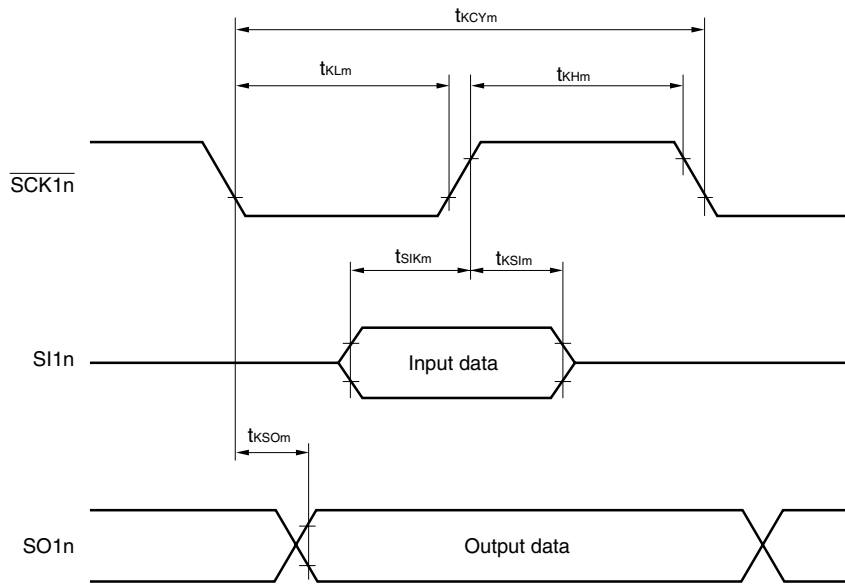 tKCYm
tKLm
tKHm
SCK1n
tSIKm
tKSIm
SI1n
Input data
tKSOm
SO1n
Output data